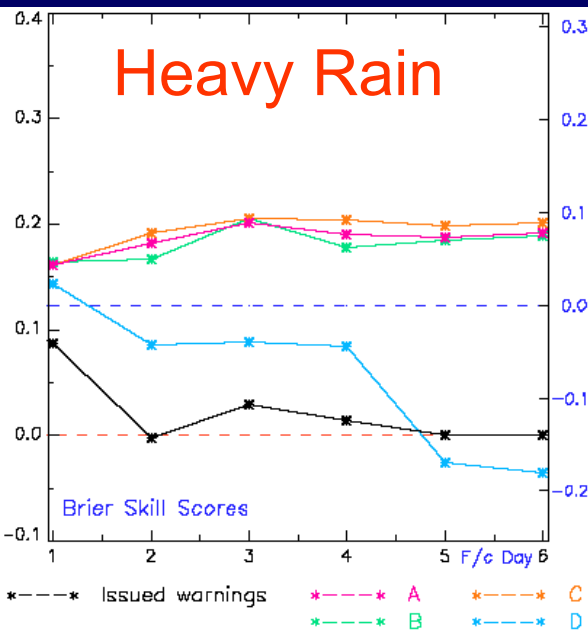 Heavy Rain
0.4
0.3
0.2
0.1
0.0
-0.1
0.3
0.2
0.1
0.0
-0.1
-0.2
Brier Skill Scores
1 2 3 4 5 F/c Day 6
Issued warnings A C
B D